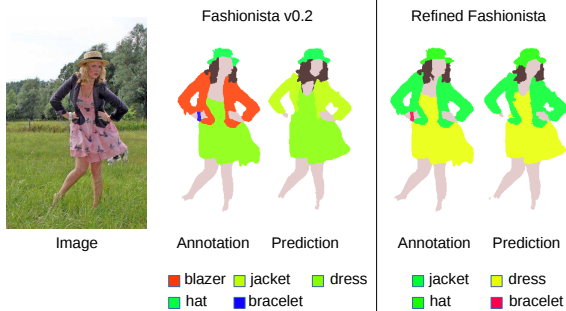 Fashionista v0.2
Refined Fashionista
Image
Annotation
Prediction
Annotation
Prediction
blazer
jacket
dress
hat
bracelet
jacket
dress
hat
bracelet